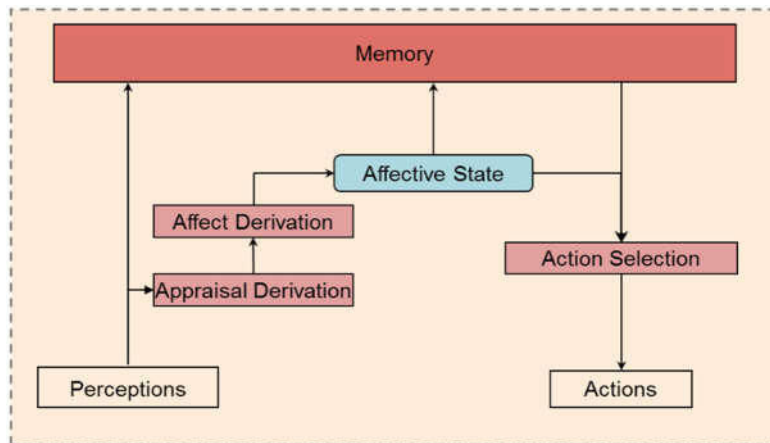 Memory
Affective State
Affect Derivation
Action Selection
Appraisal Derivation
Perceptions
Actions